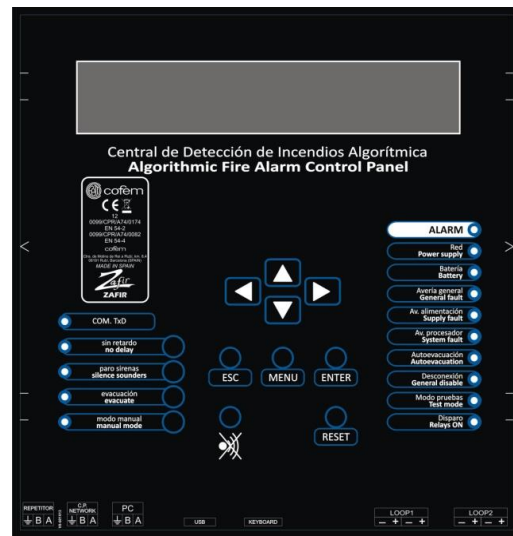 Central de Detección de Incendios Algorítmica
Algorithmic Fire Alarm Control Panel
cofem
CE
12
0099/CPR/A74/0174
EN 54-2
0099/CPR/A74/0082
EN 54-4
cofem
MADE IN SPAIN
Zafir
ZAFIR
COM. TxD
sin retardo
no delay
paro sirenas
silence sounders
evacuación
evacuate
modo manual
manual mode
ESC
MENU
ENTER
RESET
ALARM
Red
Power supply
Batería
Battery
Avería general
General fault
Av. alimentación
Supply fault
Av. procesador
System fault
Autoevacuación
Autoevacuation
Desconexión
General disable
Modo pruebas
Test mode
Disparo
Relays ON
REPETITOR
B A
C.P.
NETWORK
B A
PC
B A
USB
KEYBOARD
LOOP1
− + − +
LOOP2
− + − +